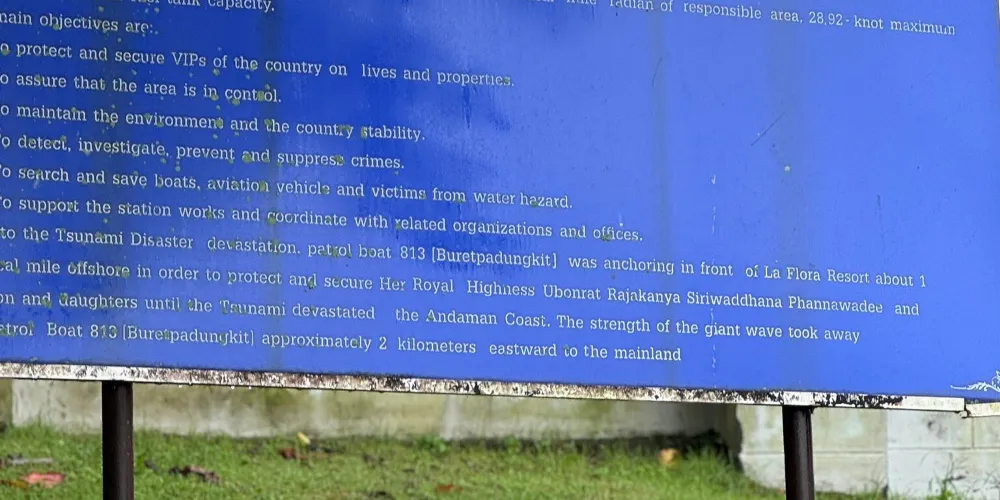 capacity.
of responsible area, 28,92 - knot maximum
main objectives are:.
o protect and secure VIPs of the country on lives and properties.
o assure that the area is in control.
o maintain the environment and the country stability.
o detect, investigate, prevent and suppress crimes.
o search and save boats, aviation vehicle and victims from water hazard.
o support the station works and coordinate with related organizations and offices.
to the Tsunami Disaster devastation. patrol boat 813 [Buretpadungkit] was anchoring in front of La Flora Resort about 1
cal mile offshore in order to protect and secure Her Royal Highness Ubonrat Rajakanya Siriwaddhana Phannawadee and
on and daughters until the Tsunami devastated the Andaman Coast. The strength of the giant wave took away
atrol Boat 813 [Buretpadungkit] approximately 2 kilometers eastward to the mainland